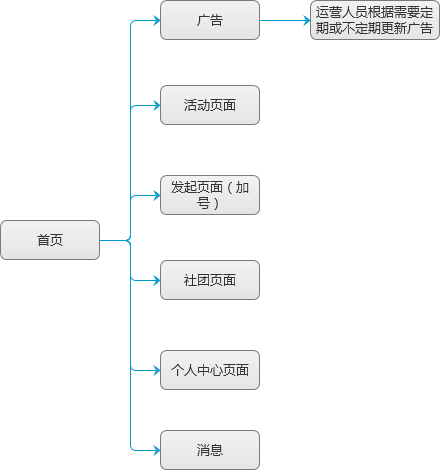 广告
运营人员根据需要定
期或不定期更新广告
活动页面
发起页面（加
号）
首页
社团页面
个人中心页面
消息